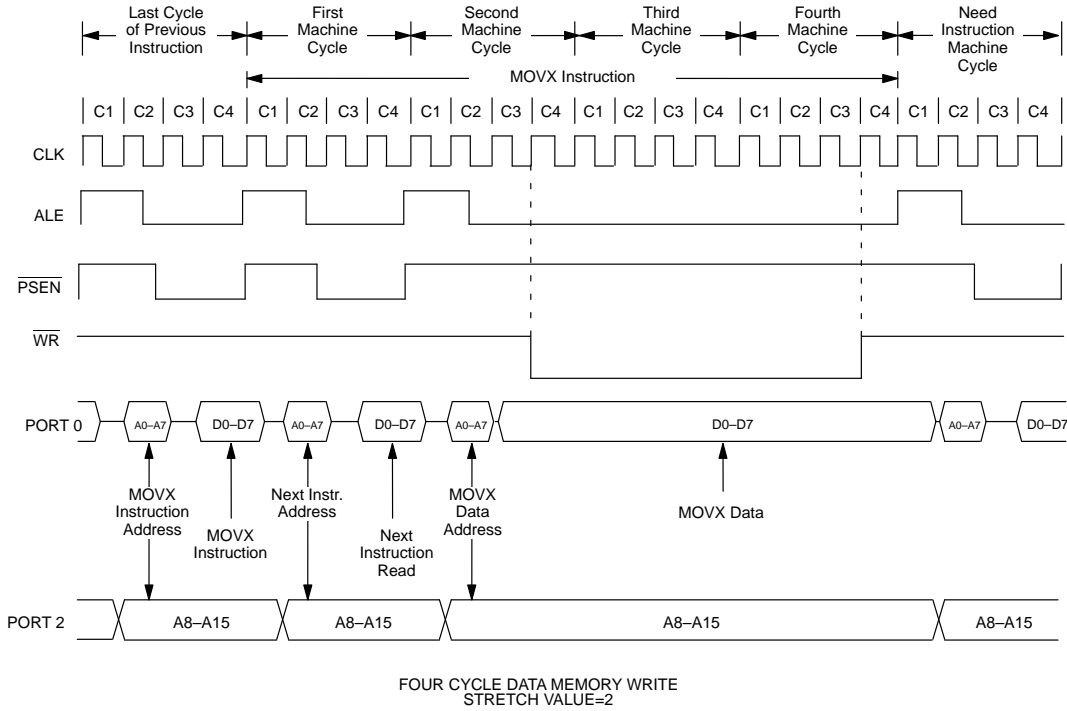 Last Cycle of Previous Instruction
First Machine Cycle
Second Machine Cycle
Third Machine Cycle
Fourth Machine Cycle
Need Instruction Machine Cycle
MOVX Instruction
C1 C2 C3 C4 C1 C2 C3 C4 C1 C2 C3 C4 C1 C2 C3 C4 C1 C2 C3 C4 C1 C2 C3 C4
CLK
ALE
PSEN
WR
PORT 0 A0–A7 D0–D7 A0–A7 D0–D7 A0–A7 D0–D7 A0–A7 D0–D7
MOVX Instruction Address
MOVX Instruction
Next Instr. Address
Next Instruction Read
MOVX Data Address
MOVX Data
PORT 2 A8–A15 A8–A15 A8–A15 A8–A15
FOUR CYCLE DATA MEMORY WRITE
STRETCH VALUE=2